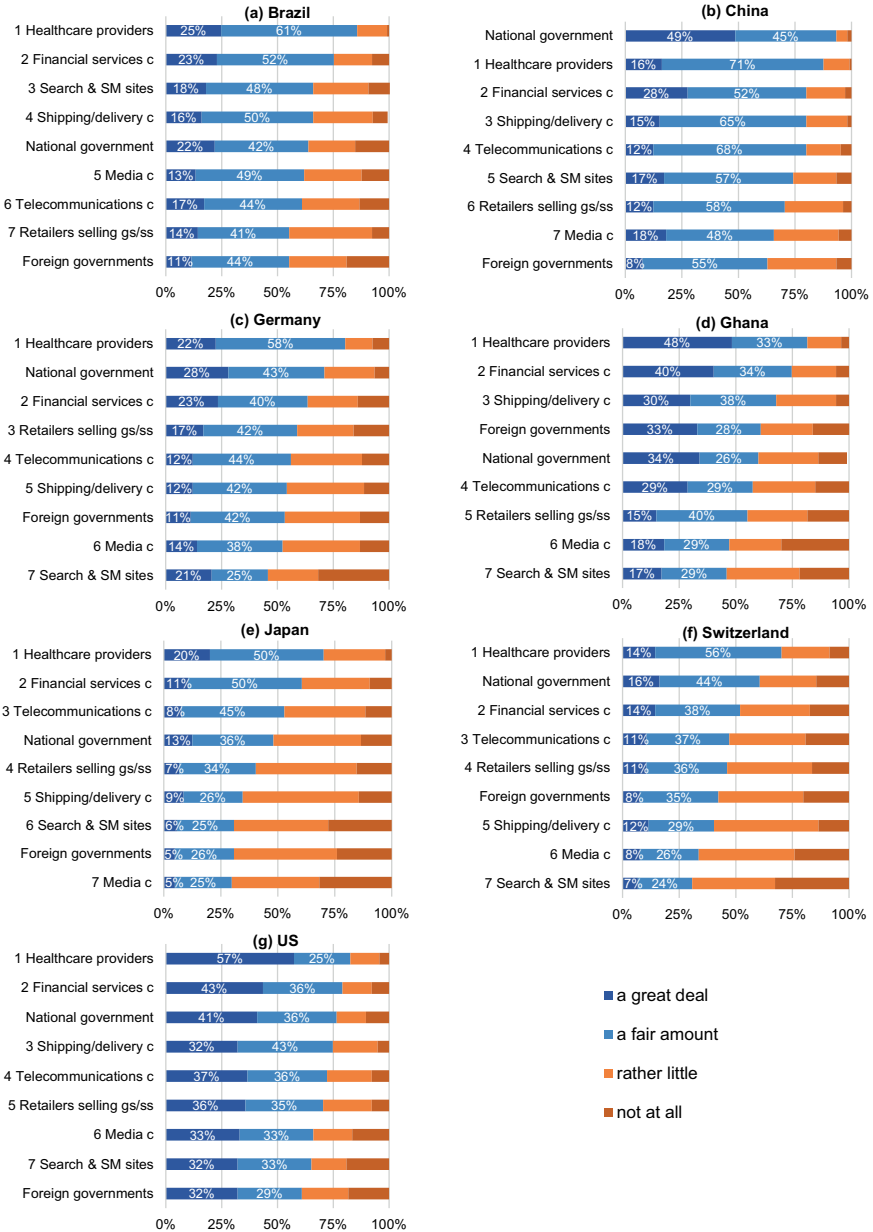 (a) Brazil
1 Healthcare providers 25% 61%
2 Financial services c 23% 52%
3 Search & SM sites 18% 48%
4 Shipping/delivery c 16% 50%
National government 22% 42%
5 Media c 13% 49%
6 Telecommunications c 17% 44%
7 Retailers selling gs/ss 14% 41%
Foreign governments 11% 44%
0% 25% 50% 75% 100%
(b) China
National government 49% 45%
1 Healthcare providers 16% 71%
2 Financial services c 28% 52%
3 Shipping/delivery c 15% 65%
4 Telecommunications c 12% 68%
5 Search & SM sites 17% 57%
6 Retailers selling gs/ss 12% 58%
7 Media c 18% 48%
Foreign governments 8% 55%
0% 25% 50% 75% 100%
(c) Germany
1 Healthcare providers 22% 58%
National government 28% 43%
2 Financial services c 23% 40%
3 Retailers selling gs/ss 17% 42%
4 Telecommunications c 12% 44%
5 Shipping/delivery c 12% 42%
Foreign governments 11% 42%
6 Media c 14% 38%
7 Search & SM sites 21% 25%
0% 25% 50% 75% 100%
(d) Ghana
1 Healthcare providers 48% 33%
2 Financial services c 40% 34%
3 Shipping/delivery c 30% 38%
Foreign governments 33% 28%
National government 34% 26%
4 Telecommunications c 29% 29%
5 Retailers selling gs/ss 15% 40%
6 Media c 18% 29%
7 Search & SM sites 17% 29%
0% 25% 50% 75% 100%
(e) Japan
1 Healthcare providers 20% 50%
2 Financial services c 11% 50%
3 Telecommunications c 8% 45%
National government 13% 36%
4 Retailers selling gs/ss 7% 34%
5 Shipping/delivery c 9% 26%
6 Search & SM sites 6% 25%
Foreign governments 5% 26%
7 Media c 5% 25%
0% 25% 50% 75% 100%
(f) Switzerland
1 Healthcare providers 14% 56%
National government 16% 44%
2 Financial services c 14% 38%
3 Telecommunications c 11% 37%
4 Retailers selling gs/ss 11% 36%
Foreign governments 8% 35%
5 Shipping/delivery c 12% 29%
6 Media c 8% 26%
7 Search & SM sites 7% 24%
0% 25% 50% 75% 100%
(g) US
1 Healthcare providers 57% 25%
2 Financial services c 43% 36%
National government 41% 36%
3 Shipping/delivery c 32% 43%
4 Telecommunications c 37% 36%
5 Retailers selling gs/ss 36% 35%
6 Media c 33% 33%
7 Search & SM sites 32% 33%
Foreign governments 32% 29%
0% 25% 50% 75% 100%
a great deal
a fair amount
rather little
not at all